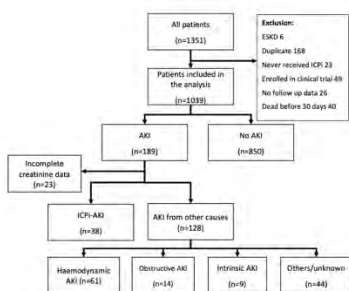 All patients
(n=1351)
Exclusion:
ESKD 6
Duplicate 168
Never received ICPi 23
Enrolled in clinical trial 49
No follow up data 26
Dead before 30 days 40
Patients included in
the analysis
(n=1039)
AKI
(n=189)
No AKI
(n=850)
Incomplete
creatinine data
(n=23)
ICPi-AKI
(n=38)
AKI from other causes
(n=128)
Haemodynamic
AKI (n=61)
Obstructive AKI
(n=14)
Intrinsic AKI
(n=9)
Others/unknown
(n=44)